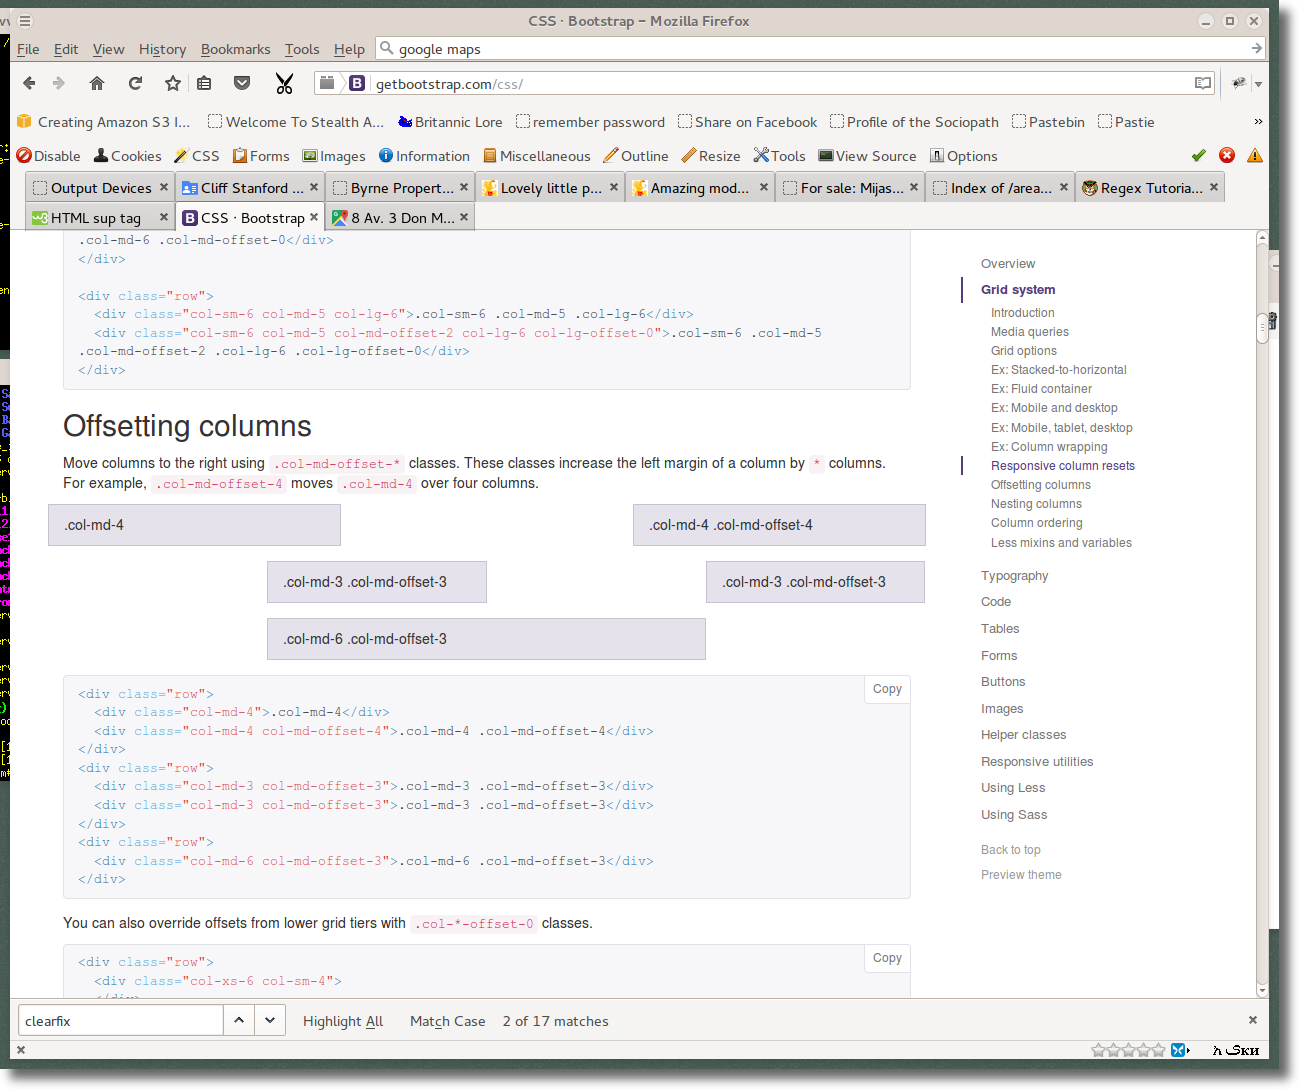 CSS · Bootstrap – Mozilla Firefox
File Edit View History Bookmarks Tools Help google maps
getbootstrap.com/css/
Creating Amazon S3 I... Welcome To Stealth A... Britannic Lore remember password Share on Facebook Profile of the Sociopath Pastebin Pastie »
Disable Cookies CSS Forms Images Information Miscellaneous Outline Resize Tools View Source Options
Output Devices Cliff Stanford ... Byrne Propert... Lovely little p... Amazing mod... For sale: Mijas... Index of /area... Regex Tutoria...
HTML sup tag CSS · Bootstrap 8 Av. 3 Don M...
.col-md-6 .col-md-offset-0</div>
</div>
<div class="row">
<div class="col-sm-6 col-md-5 col-lg-6">.col-sm-6 .col-md-5 .col-lg-6</div>
<div class="col-sm-6 col-md-5 col-md-offset-2 col-lg-6 col-lg-offset-0">.col-sm-6 .col-md-5
.col-md-offset-2 .col-lg-6 .col-lg-offset-0</div>
</div>
Offsetting columns
Move columns to the right using .col-md-offset-* classes. These classes increase the left margin of a column by * columns.
For example, .col-md-offset-4 moves .col-md-4 over four columns.
.col-md-4 .col-md-4 .col-md-offset-4
.col-md-3 .col-md-offset-3 .col-md-3 .col-md-offset-3
.col-md-6 .col-md-offset-3
Copy
<div class="row">
<div class="col-md-4">.col-md-4</div>
<div class="col-md-4 col-md-offset-4">.col-md-4 .col-md-offset-4</div>
</div>
<div class="row">
<div class="col-md-3 col-md-offset-3">.col-md-3 .col-md-offset-3</div>
<div class="col-md-3 col-md-offset-3">.col-md-3 .col-md-offset-3</div>
</div>
<div class="row">
<div class="col-md-6 col-md-offset-3">.col-md-6 .col-md-offset-3</div>
</div>
You can also override offsets from lower grid tiers with .col-*-offset-0 classes.
Copy
<div class="row">
<div class="col-xs-6 col-sm-4">
</div>
Overview
Grid system
Introduction
Media queries
Grid options
Ex: Stacked-to-horizontal
Ex: Fluid container
Ex: Mobile and desktop
Ex: Mobile, tablet, desktop
Ex: Column wrapping
Responsive column resets
Offsetting columns
Nesting columns
Column ordering
Less mixins and variables
Typography
Code
Tables
Forms
Buttons
Images
Helper classes
Responsive utilities
Using Less
Using Sass
Back to top
Preview theme
clearfix Highlight All Match Case 2 of 17 matches